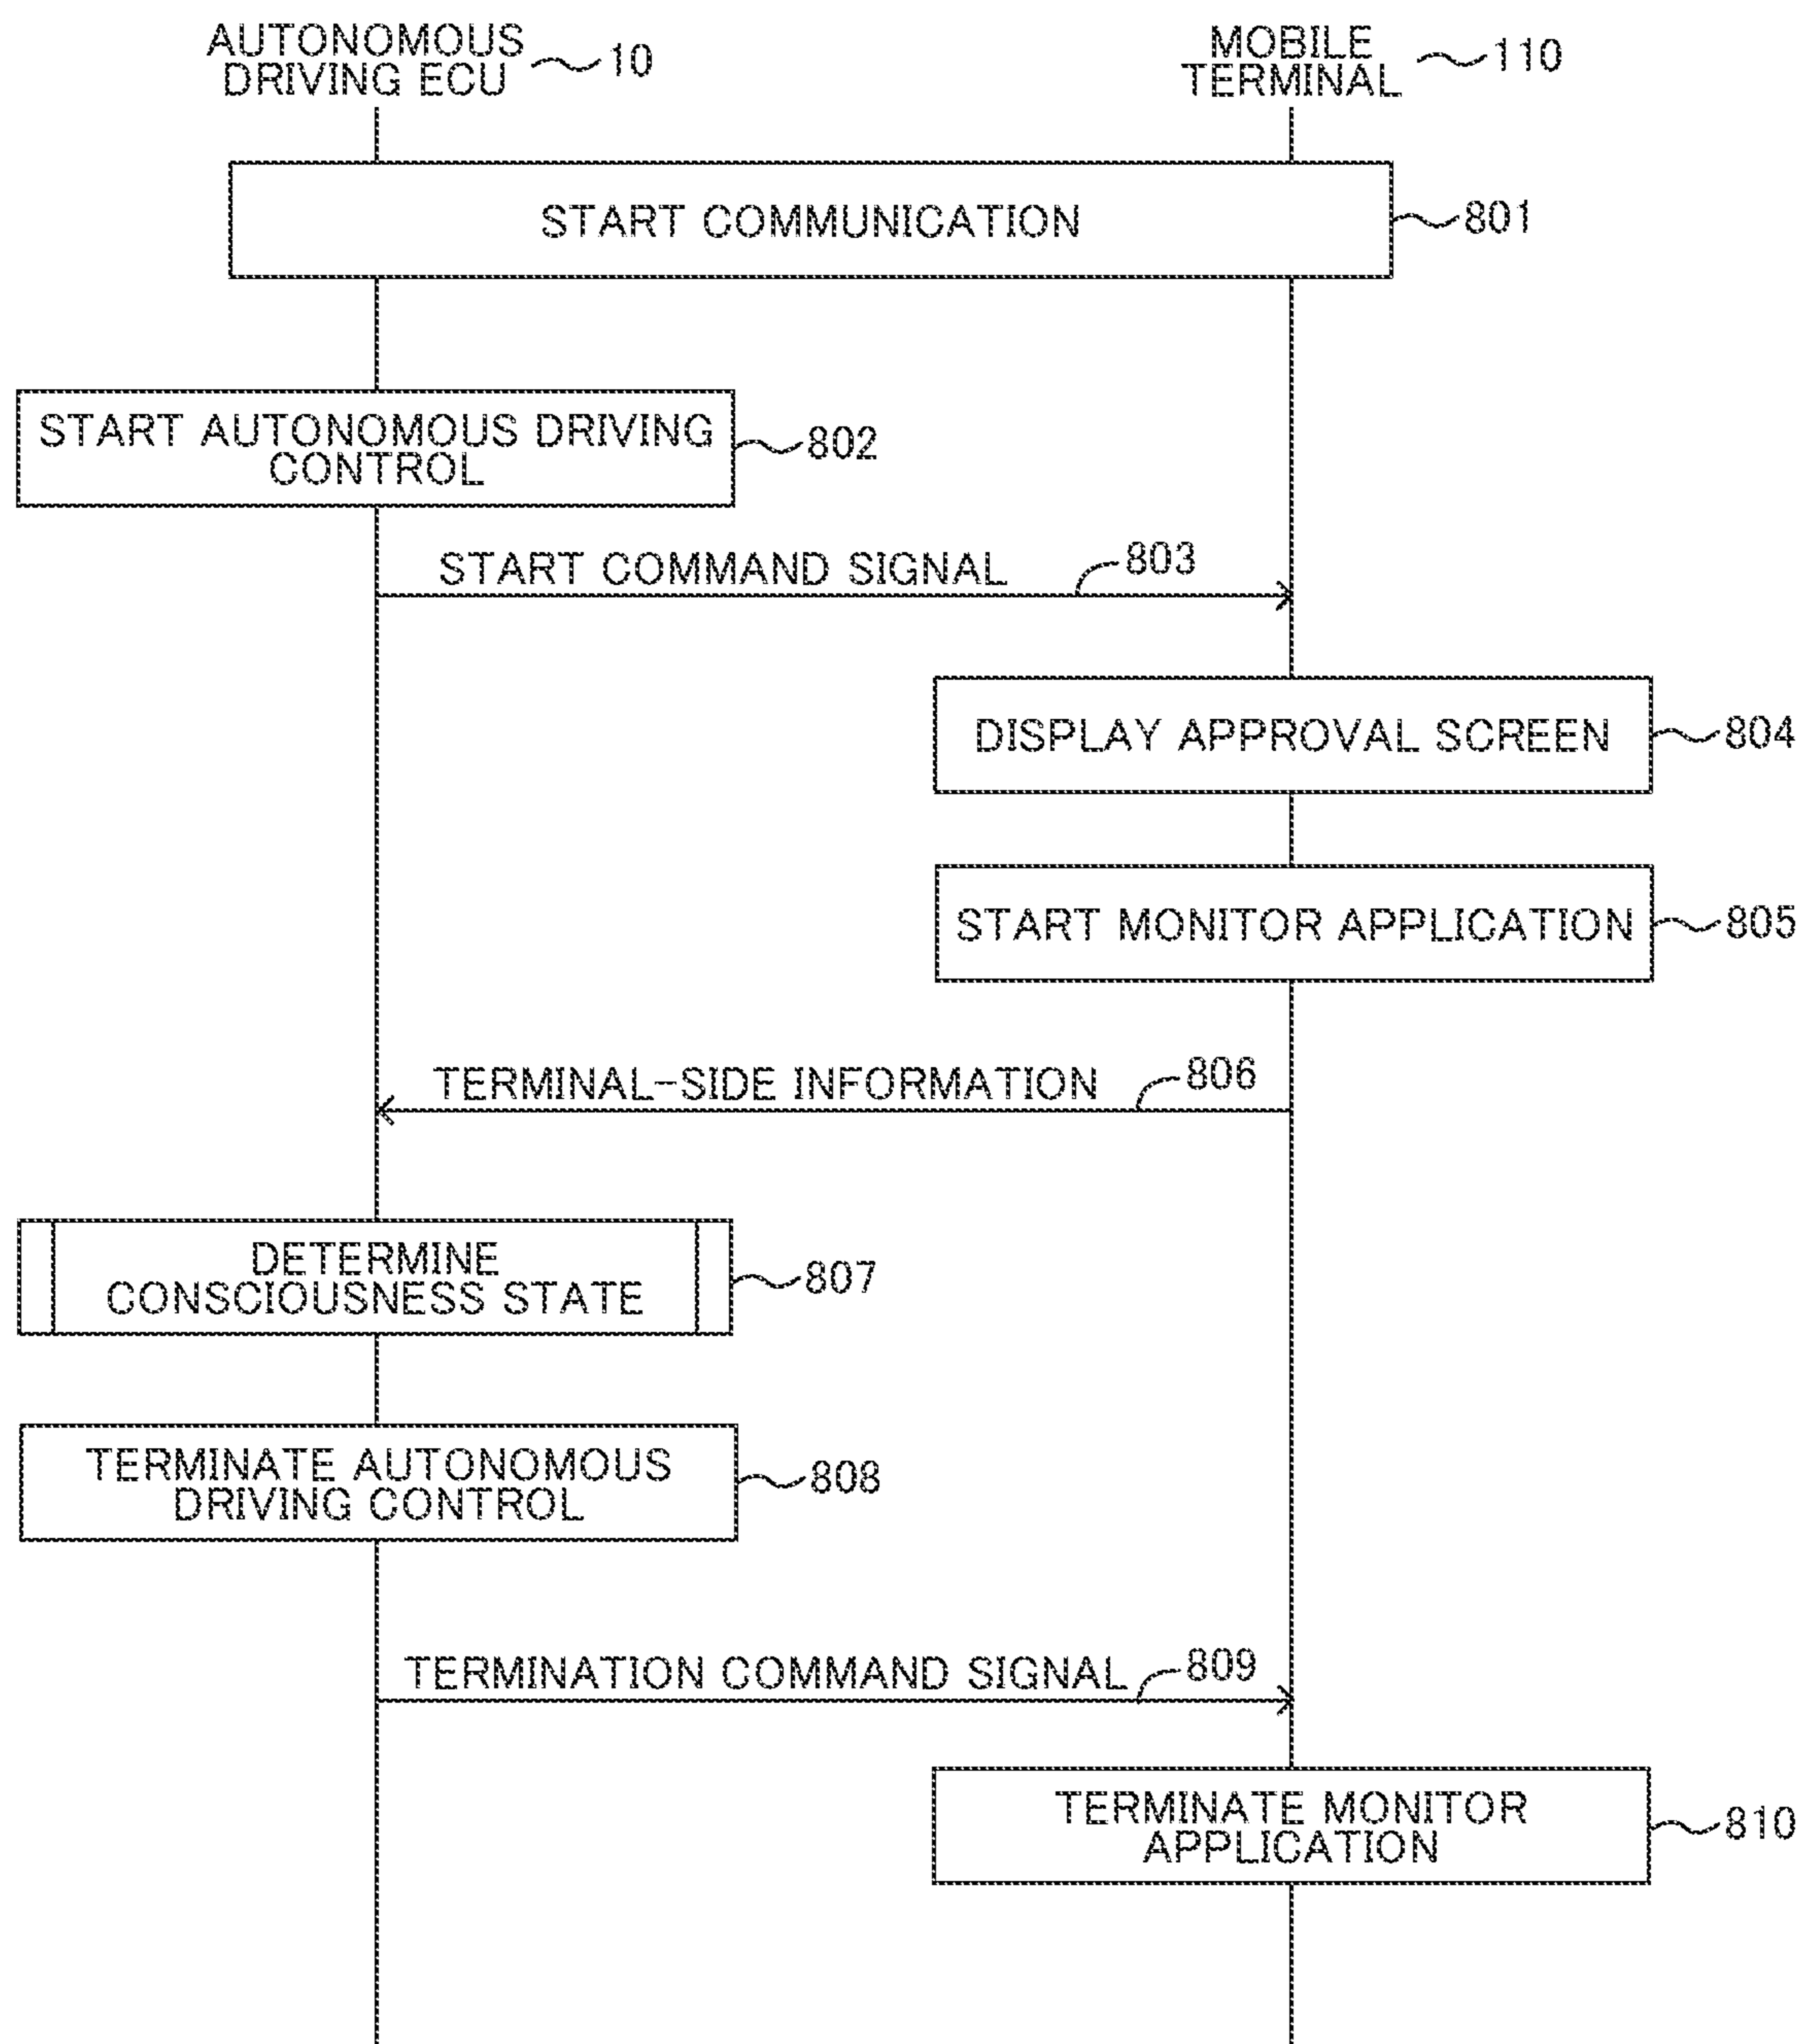 AUTONOMOUS
DRIVING ECU
10
MOBILE
TERMINAL
110
START COMMUNICATION
801
START AUTONOMOUS DRIVING
CONTROL
802
START COMMAND SIGNAL
803
DISPLAY APPROVAL SCREEN
804
START MONITOR APPLICATION
805
TERMINAL-SIDE INFORMATION
806
DETERMINE
CONSCIOUSNESS STATE
807
TERMINATE AUTONOMOUS
DRIVING CONTROL
808
TERMINATION COMMAND SIGNAL
809
TERMINATE MONITOR
APPLICATION
810